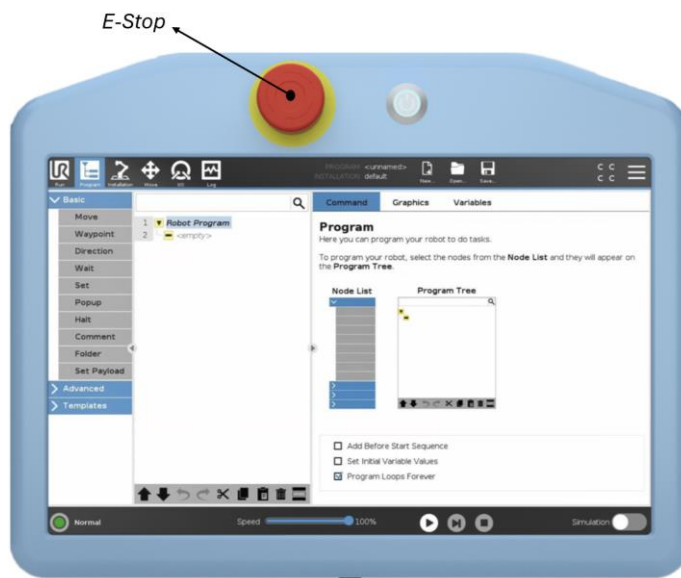 E-Stop
UR
Run
Program
Installation
Move
I/O
Log
PROGRAM <unnamed>
INSTALLATION default
New...
Open...
Save...
C C
C C
Basic
Move
Waypoint
Direction
Wait
Set
Popup
Halt
Comment
Folder
Set Payload
Advanced
Templates
1 Robot Program
2 <empty>
Command Graphics Variables
Program
Here you can program your robot to do tasks.
To program your robot, select the nodes from the Node List and they will appear on
the Program Tree.
Node List
Program Tree
Add Before Start Sequence
Set Initial Variable Values
Program Loops Forever
Normal
Speed
100%
Simulation